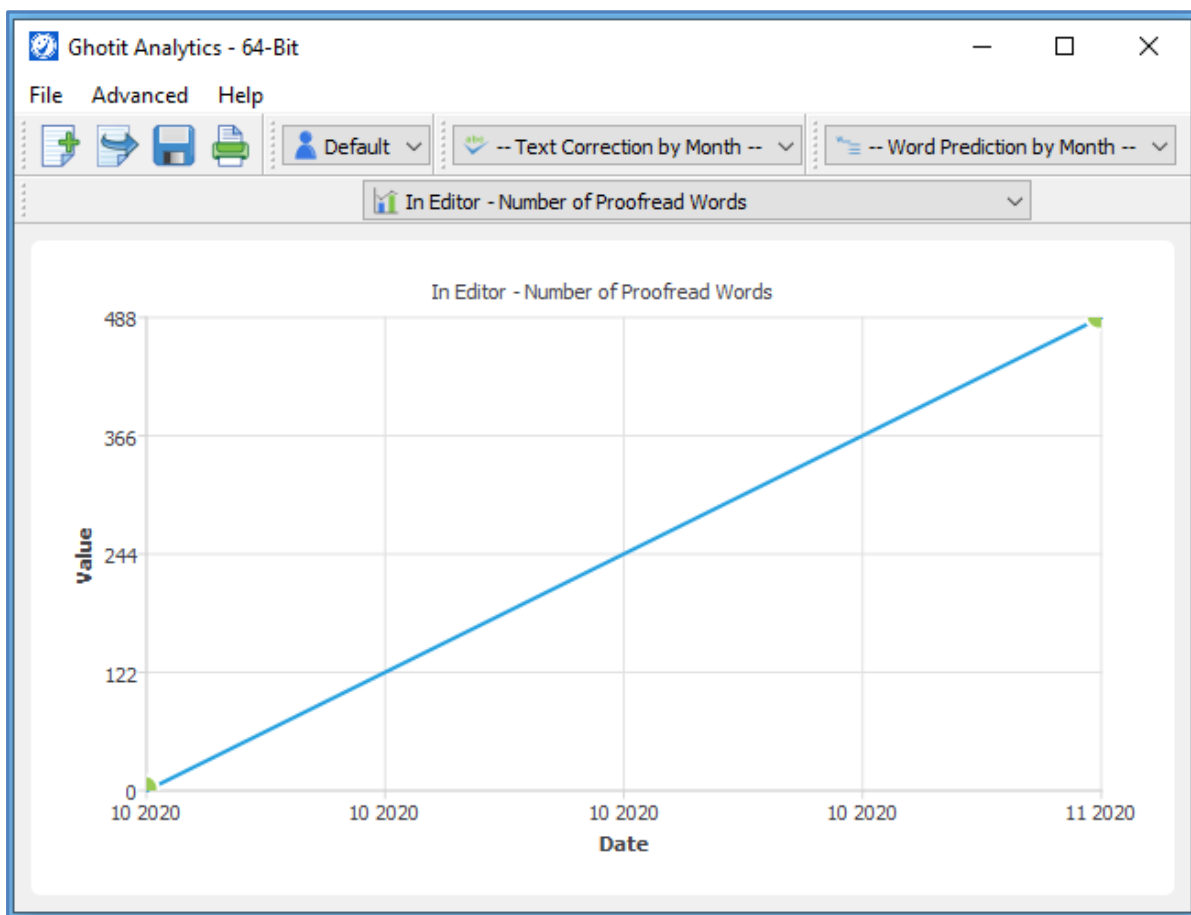 Ghotit Analytics - 64-Bit
File Advanced Help
Default -- Text Correction by Month -- -- Word Prediction by Month --
In Editor - Number of Proofread Words
In Editor - Number of Proofread Words
488
366
244
122
0
Value
10 2020 10 2020 10 2020 10 2020 11 2020
Date